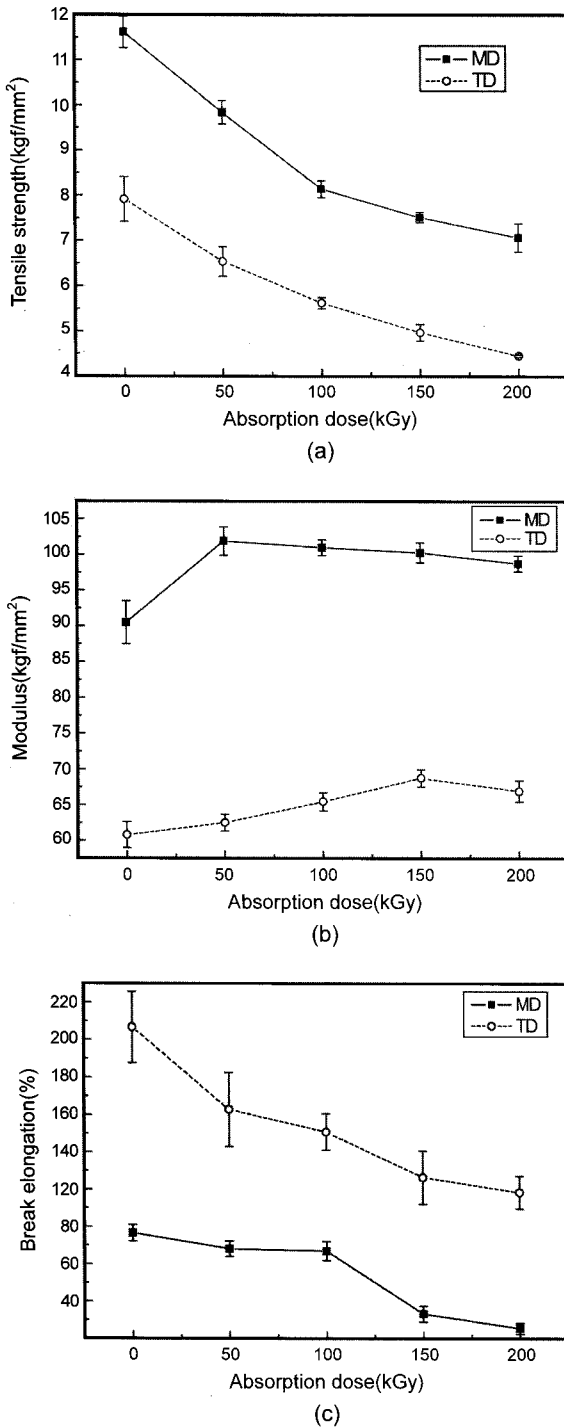 12
11
10
9
8
7
6
5
4
Tensile strength(kgf/mm²)
MD
TD
0 50 100 150 200
Absorption dose(kGy)
(a)
105
100
95
90
85
80
75
70
65
60
Modulus(kgf/mm²)
MD
TD
0 50 100 150 200
Absorption dose(kGy)
(b)
220
200
180
160
140
120
100
80
60
40
Break elongation(%)
MD
TD
0 50 100 150 200
Absorption dose(kGy)
(c)